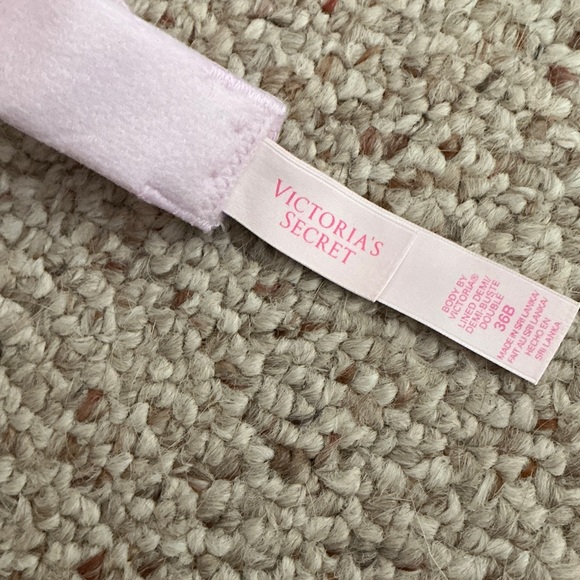 VICTORIA'S
SECRET
BODY BY
VICTORIA®
LINED DEMI/
DEMI-BUSTE
DOUBLE
36B
MADE IN SRI LANKA/
FAIT AU SRI LANKA/
HECHO EN
SRI LANKA